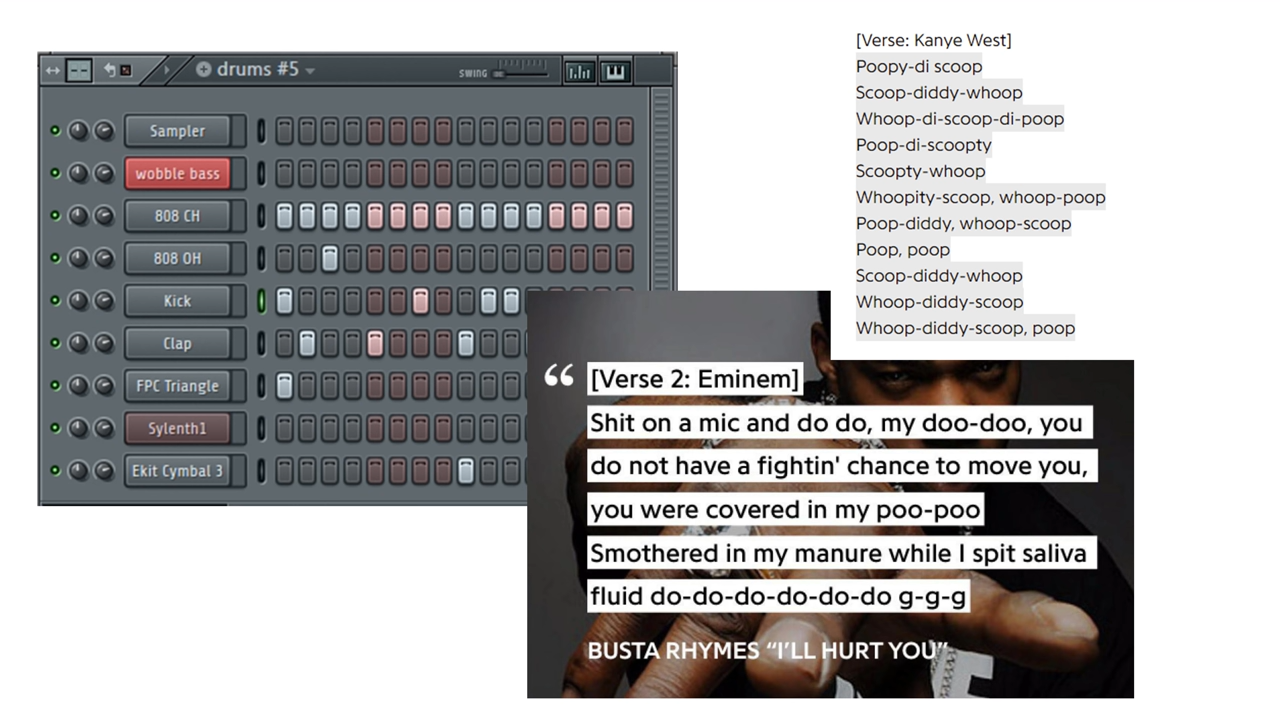 drums #5
SWING
Sampler
wobble bass
808 CH
808 OH
Kick
Clap
FPC Triangle
Sylenth1
Ekit Cymbal 3
[Verse: Kanye West]
Poopy-di scoop
Scoop-diddy-whoop
Whoop-di-scoop-di-poop
Poop-di-scoopty
Scoopty-whoop
Whoopity-scoop, whoop-poop
Poop-diddy, whoop-scoop
Poop, poop
Scoop-diddy-whoop
Whoop-diddy-scoop
Whoop-diddy-scoop, poop
“ [Verse 2: Eminem]
Shit on a mic and do do, my doo-doo, you
do not have a fightin' chance to move you,
you were covered in my poo-poo
Smothered in my manure while I spit saliva
fluid do-do-do-do-do-do g-g-g
BUSTA RHYMES “I’LL HURT YOU”